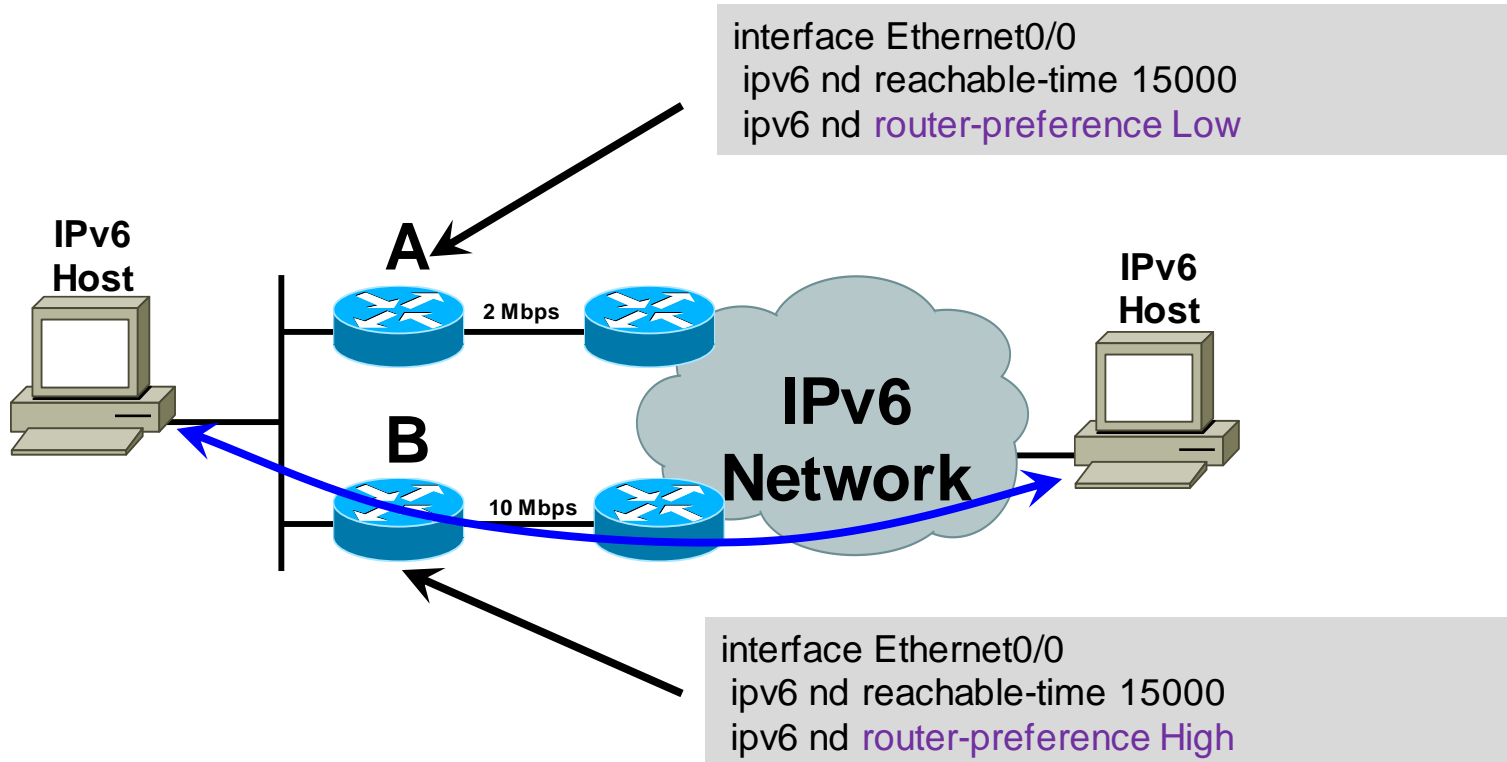 interface Ethernet0/0
ipv6 nd reachable-time 15000
ipv6 nd router-preference Low
IPv6
Host
A
2 Mbps
IPv6
Host
IPv6
Network
B
10 Mbps
interface Ethernet0/0
ipv6 nd reachable-time 15000
ipv6 nd router-preference High